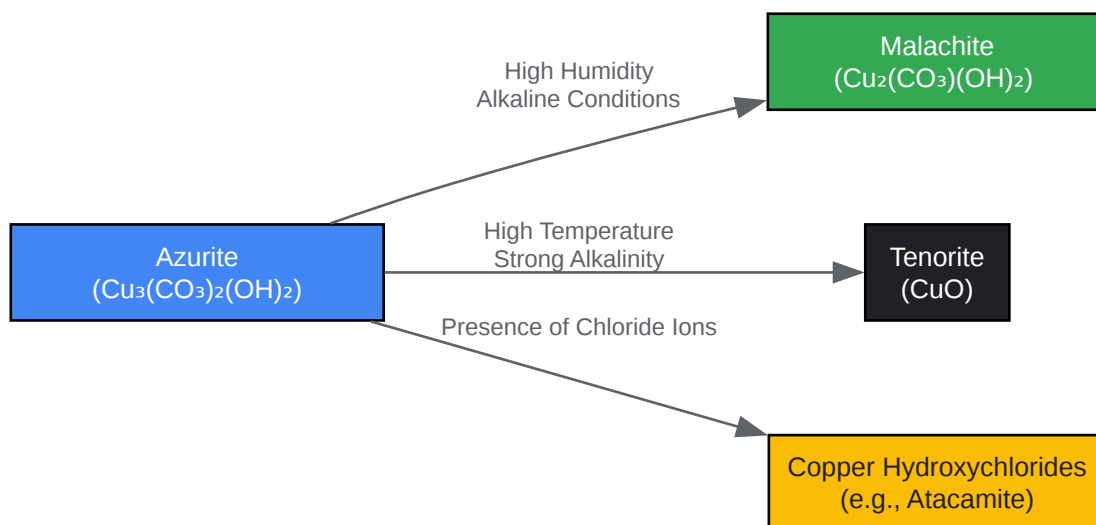 Malachite
(Cu₂(CO₃)(OH)₂)
High Humidity
Alkaline Conditions
Azurite
(Cu₃(CO₃)₂(OH)₂)
High Temperature
Strong Alkalinity
Tenorite
(CuO)
Presence of Chloride Ions
Copper Hydroxychlorides
(e.g., Atacamite)